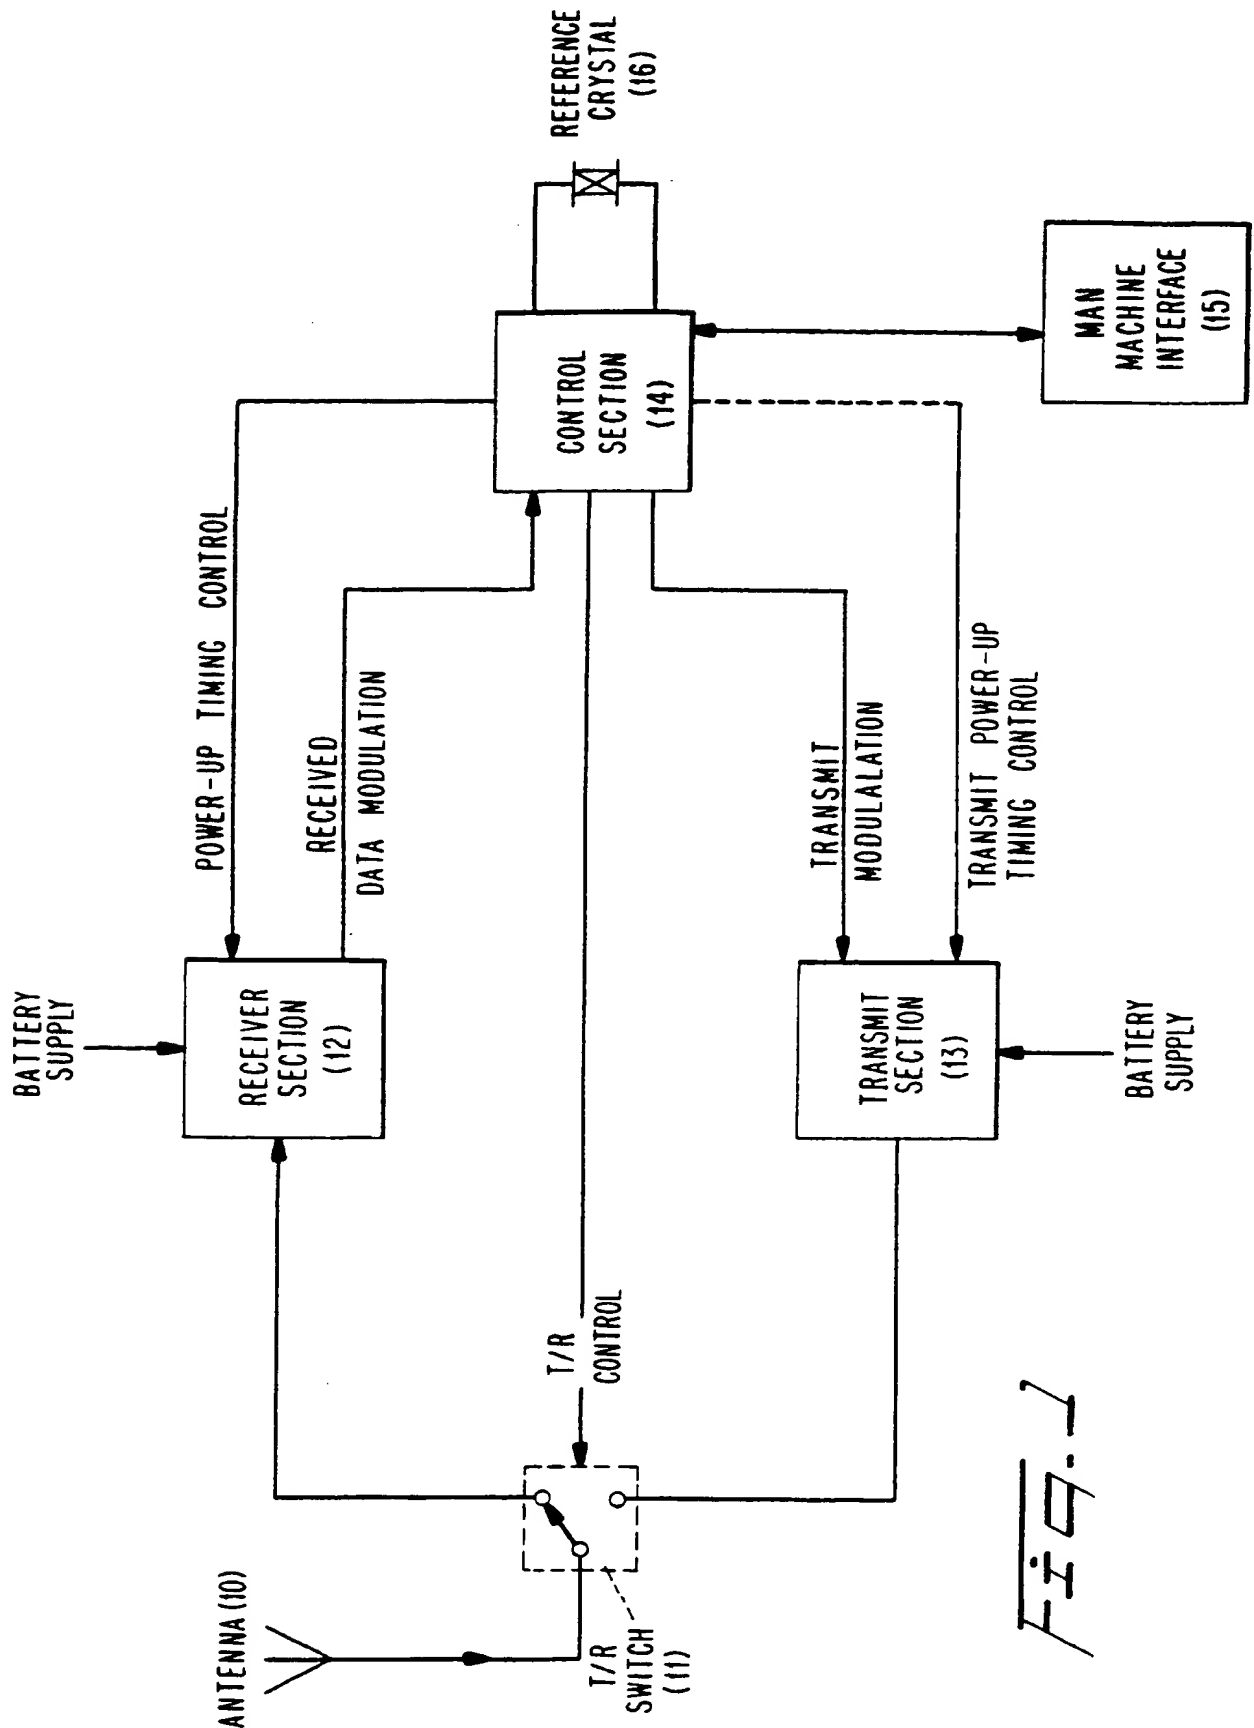 ANTENNA (10)
T/R
SWITCH
(11)
T/R
CONTROL
BATTERY
SUPPLY
RECEIVER
SECTION
(12)
POWER-UP TIMING CONTROL
RECEIVED
DATA MODULATION
TRANSMIT
SECTION
(13)
BATTERY
SUPPLY
TRANSMIT
MODULALATION
TRANSMIT POWER-UP
TIMING CONTROL
CONTROL
SECTION
(14)
REFERENCE
CRYSTAL
(16)
MAN
MACHINE
INTERFACE
(15)
Fig. 1